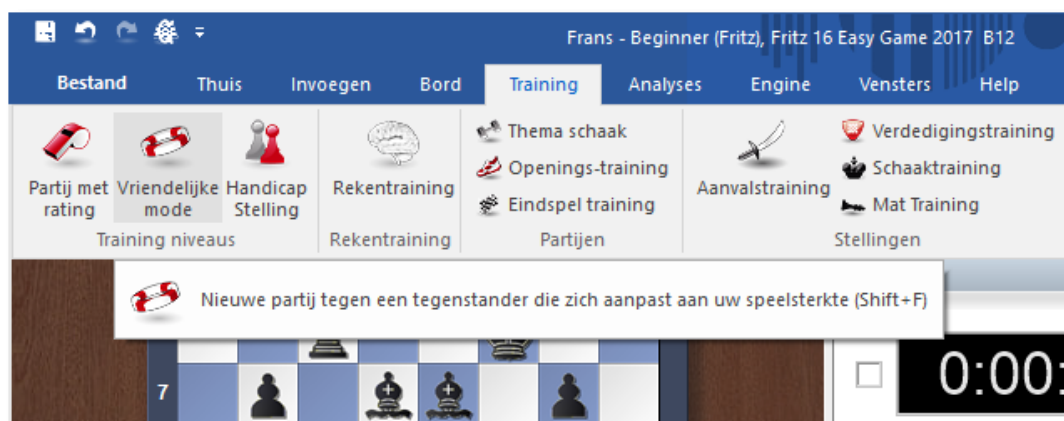 Frans - Beginner (Fritz), Fritz 16 Easy Game 2017 B12
Bestand Thuis Invoegen Bord Training Analyses Engine Vensters Help
Partij met rating
Vriendelijke mode
Handicap Stelling
Training niveaus
Rekentraining
Rekentraining
Thema schaak
Openings-training
Eindspel training
Partijen
Aanvalstraining
Verdedigingstraining
Schaaktraining
Mat Training
Stellingen
Nieuwe partij tegen een tegenstander die zich aanpast aan uw speelsterkte (Shift+F)
7
0:00: